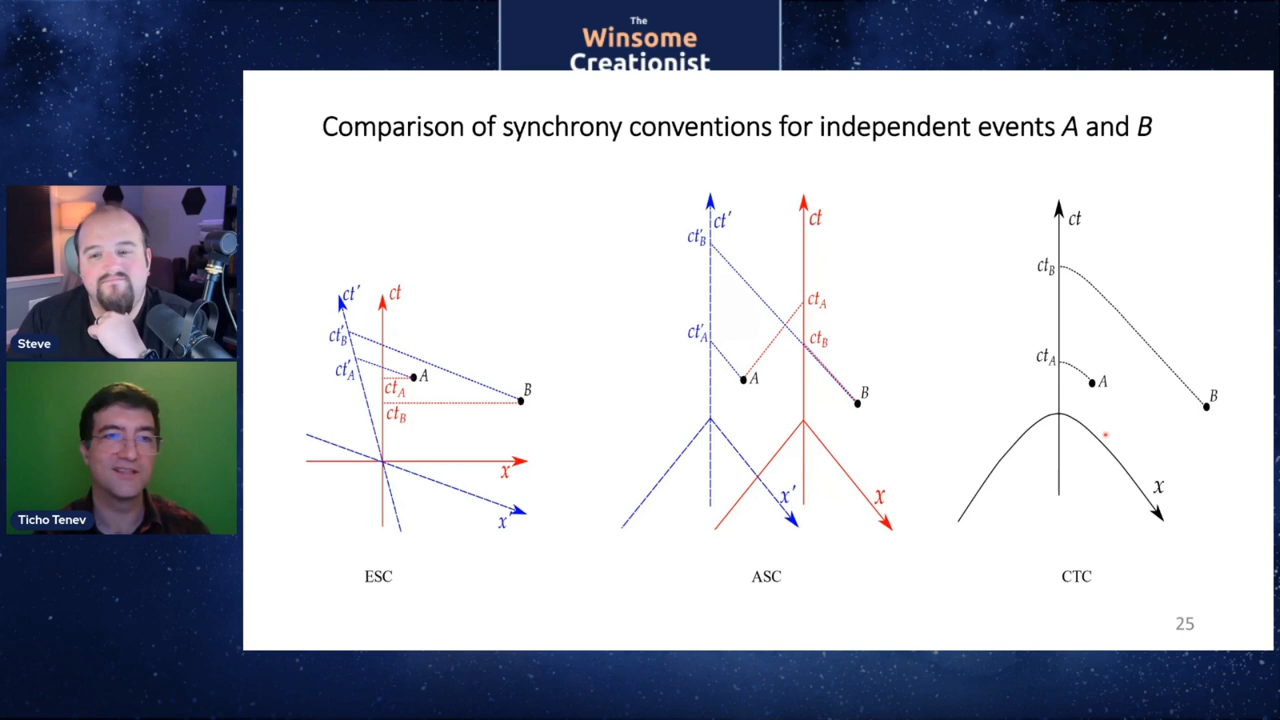 The
Winsome
Creationist
Comparison of synchrony conventions for independent events A and B
Steve
Ticho Tenev
ct′
ct
ct′B
ct′A
A
ctA
B
ctB
x
x′
ESC
ct′
ct
ct′B
ctA
ct′A
ctB
A
B
x′
x
ASC
ct
ctB
ctA
A
B
x
CTC
25